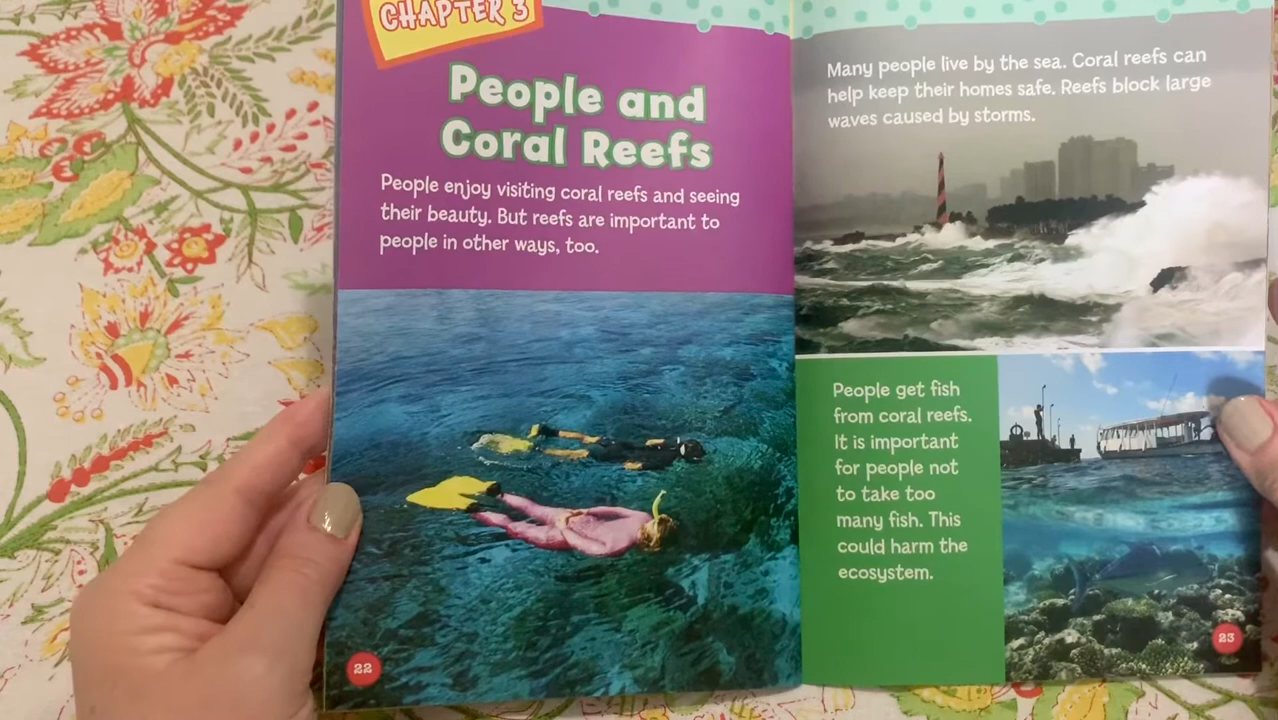 CHAPTER 3
People and
Coral Reefs
People enjoy visiting coral reefs and seeing
their beauty. But reefs are important to
people in other ways, too.
22
Many people live by the sea. Coral reefs can
help keep their homes safe. Reefs block large
waves caused by storms.
People get fish
from coral reefs.
It is important
for people not
to take too
many fish. This
could harm the
ecosystem.
23